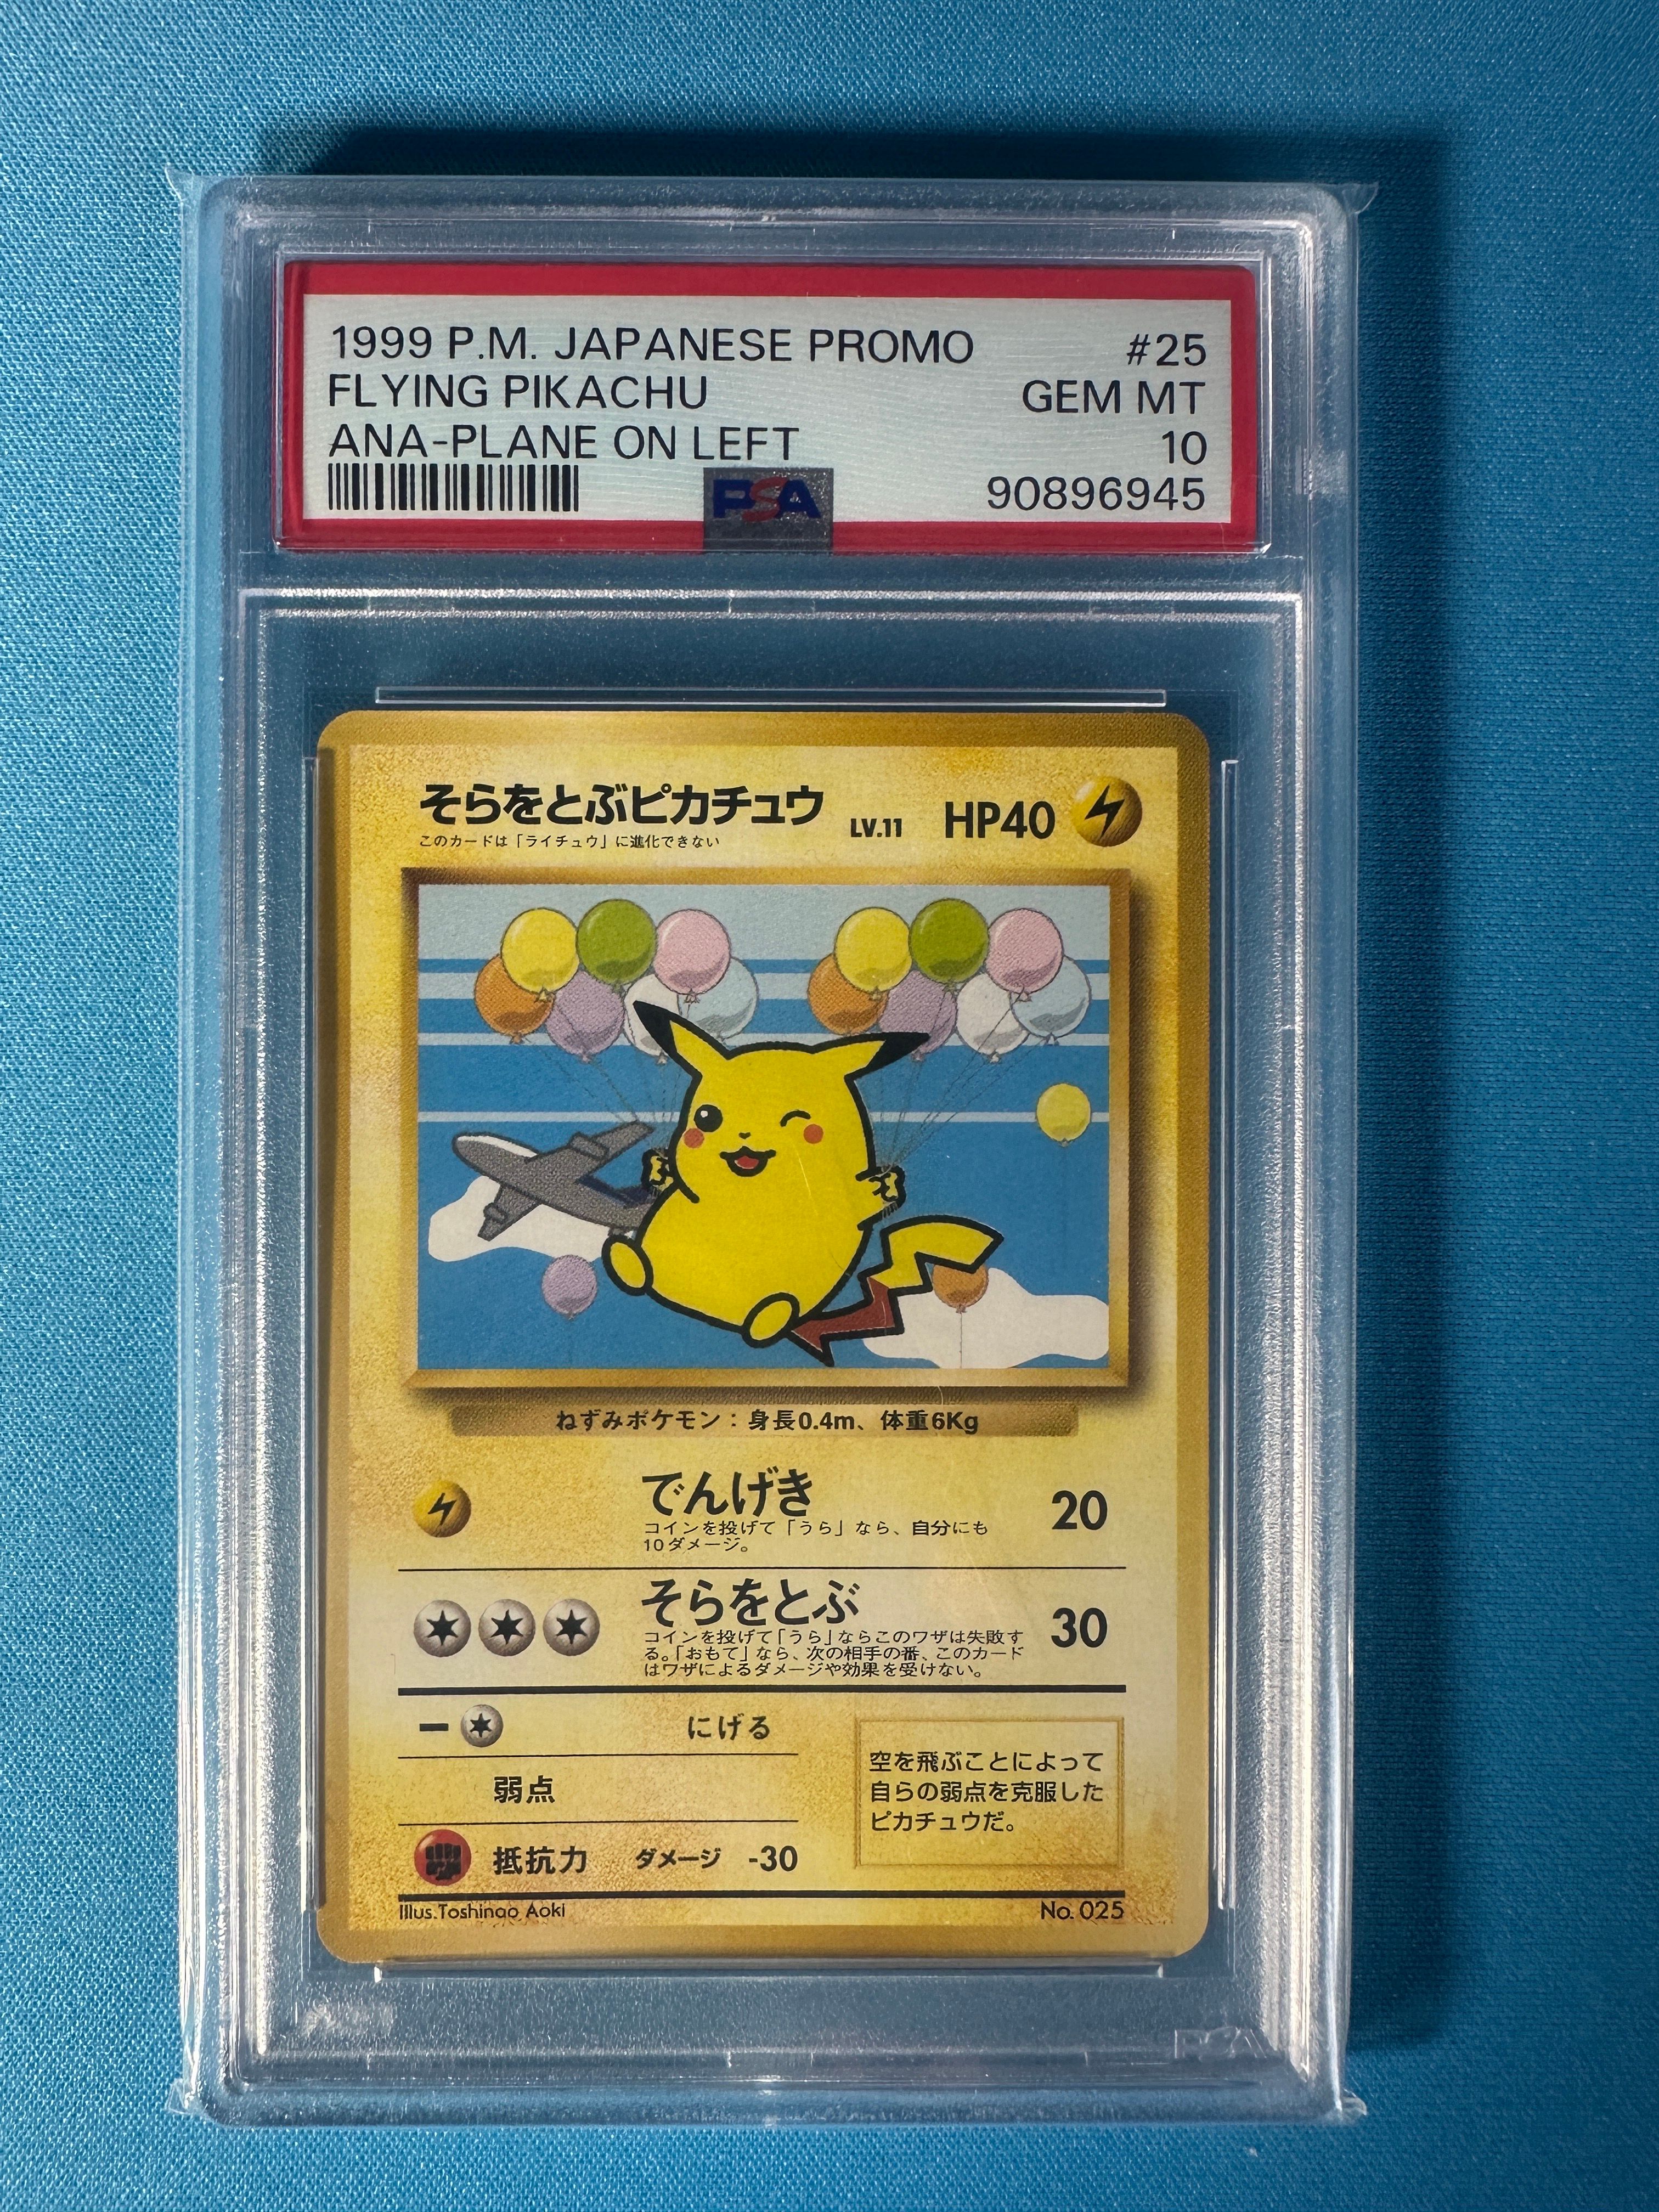 1999 P.M. JAPANESE PROMO #25
FLYING PIKACHU GEM MT
ANA-PLANE ON LEFT 10
PSA 90896945
そらをとぶピカチュウ LV.11 HP40
このカードは「ライチュウ」に進化できない
ねずみポケモン：身長0.4m、体重6Kg
でんげき 20
コインを投げて「うら」なら、自分にも
10ダメージ。
そらをとぶ 30
コインを投げて「うら」ならこのワザは失敗す
る。「おもて」なら、次の相手の番、このカード
はワザによるダメージや効果を受けない。
にげる
弱点
抵抗力 ダメージ -30
空を飛ぶことによって
自らの弱点を克服した
ピカチュウだ。
Illus.Toshinao Aoki No. 025
PSA